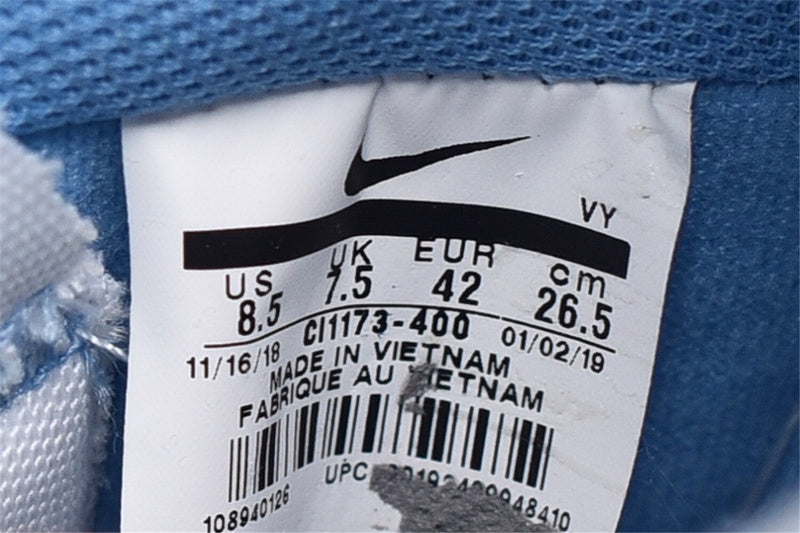 VY
US UK EUR cm
8.5 7.5 42 26.5
11/16/18 CI1173-400 01/02/19
MADE IN VIETNAM
FABRIQUE AU VIETNAM
108940126 UPC